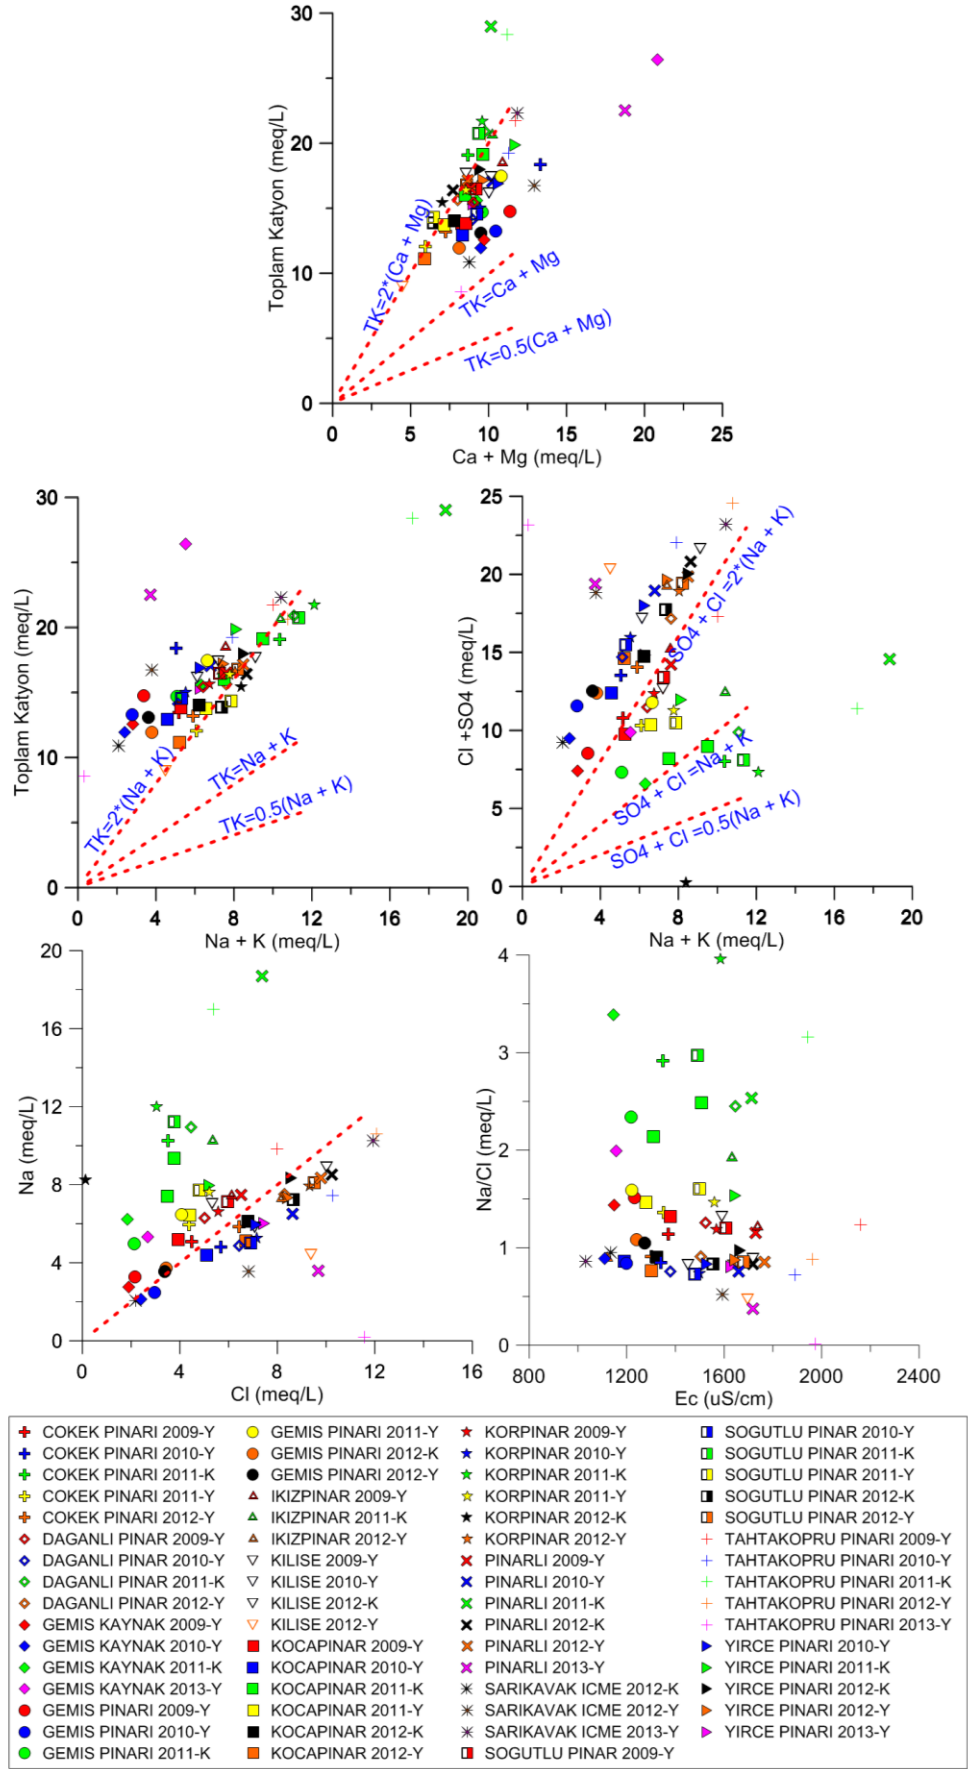 30
20
10
0
Toplam Katyon (meq/L)
TK=2*(Ca + Mg)
TK=Ca + Mg
TK=0.5(Ca + Mg)
0 5 10 15 20 25
Ca + Mg (meq/L)
30
20
10
0
Toplam Katyon (meq/L)
TK=2*(Na + K)
TK=Na + K
TK=0.5(Na + K)
0 4 8 12 16 20
Na + K (meq/L)
25
20
15
10
5
0
Cl +SO4 (meq/L)
SO4 + Cl =2*(Na + K)
SO4 + Cl =Na + K
SO4 + Cl =0.5(Na + K)
0 4 8 12 16 20
Na + K (meq/L)
20
16
12
8
4
0
Na (meq/L)
0 4 8 12 16
Cl (meq/L)
4
3
2
1
0
Na/Cl (meq/L)
800 1200 1600 2000 2400
Ec (uS/cm)
COKEK PINARI 2009-Y
COKEK PINARI 2010-Y
COKEK PINARI 2011-K
COKEK PINARI 2011-Y
COKEK PINARI 2012-Y
DAGANLI PINAR 2009-Y
DAGANLI PINAR 2010-Y
DAGANLI PINAR 2011-K
DAGANLI PINAR 2012-Y
GEMIS KAYNAK 2009-Y
GEMIS KAYNAK 2010-Y
GEMIS KAYNAK 2011-K
GEMIS KAYNAK 2013-Y
GEMIS PINARI 2009-Y
GEMIS PINARI 2010-Y
GEMIS PINARI 2011-K
GEMIS PINARI 2011-Y
GEMIS PINARI 2012-K
GEMIS PINARI 2012-Y
IKIZPINAR 2009-Y
IKIZPINAR 2011-K
IKIZPINAR 2012-Y
KILISE 2009-Y
KILISE 2010-Y
KILISE 2012-K
KILISE 2012-Y
KOCAPINAR 2009-Y
KOCAPINAR 2010-Y
KOCAPINAR 2011-K
KOCAPINAR 2011-Y
KOCAPINAR 2012-K
KOCAPINAR 2012-Y
KORPINAR 2009-Y
KORPINAR 2010-Y
KORPINAR 2011-K
KORPINAR 2011-Y
KORPINAR 2012-K
KORPINAR 2012-Y
PINARLI 2009-Y
PINARLI 2010-Y
PINARLI 2011-K
PINARLI 2012-K
PINARLI 2012-Y
PINARLI 2013-Y
SARIKAVAK ICME 2012-K
SARIKAVAK ICME 2012-Y
SARIKAVAK ICME 2013-Y
SOGUTLU PINAR 2009-Y
SOGUTLU PINAR 2010-Y
SOGUTLU PINAR 2011-K
SOGUTLU PINAR 2011-Y
SOGUTLU PINAR 2012-K
SOGUTLU PINAR 2012-Y
TAHTAKOPRU PINARI 2009-Y
TAHTAKOPRU PINARI 2010-Y
TAHTAKOPRU PINARI 2011-K
TAHTAKOPRU PINARI 2012-Y
TAHTAKOPRU PINARI 2013-Y
YIRCE PINARI 2010-Y
YIRCE PINARI 2011-K
YIRCE PINARI 2012-K
YIRCE PINARI 2012-Y
YIRCE PINARI 2013-Y